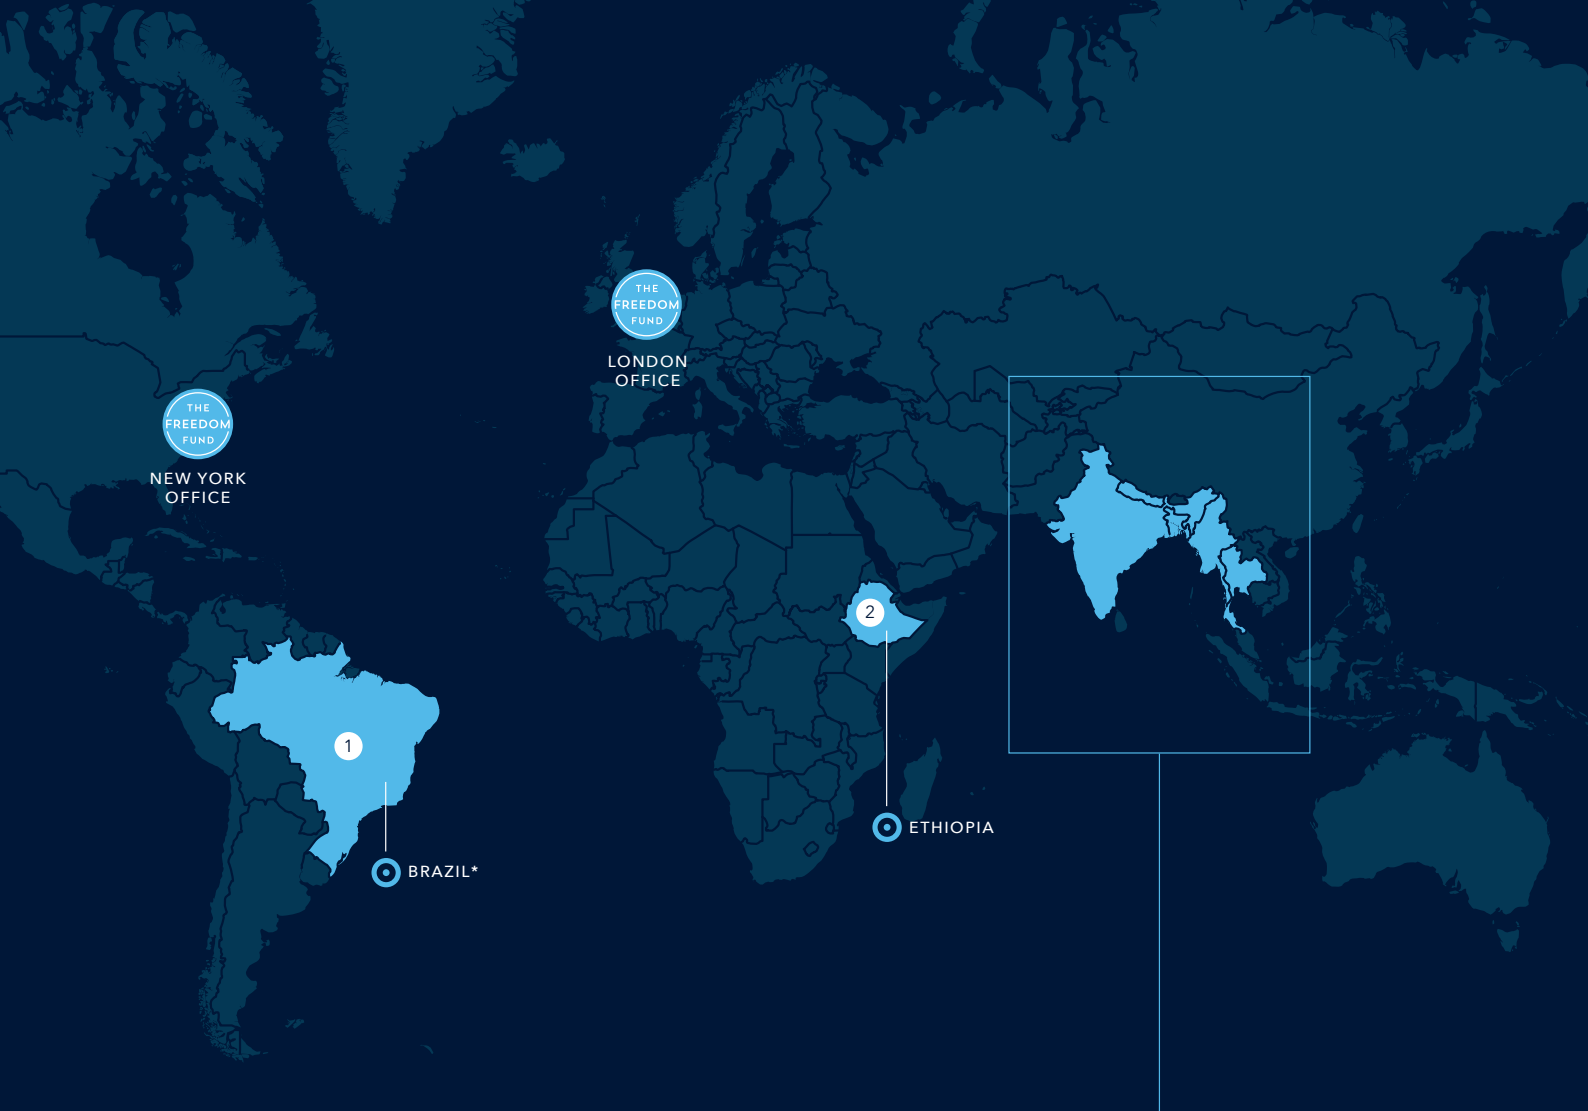 THE
FREEDOM
FUND
LONDON
OFFICE
THE
FREEDOM
FUND
NEW YORK
OFFICE
2
1
ETHIOPIA
BRAZIL*